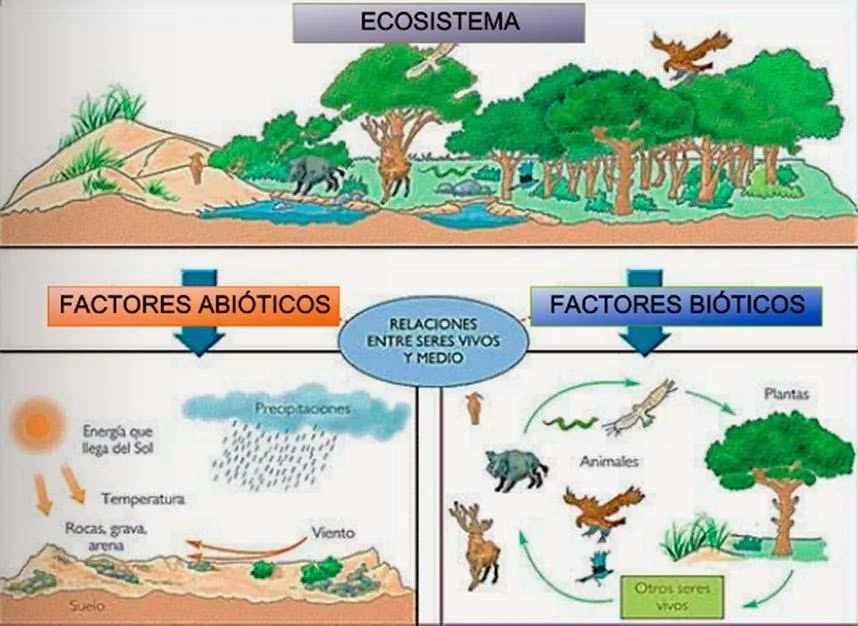 ECOSISTEMA
FACTORES ABIÓTICOS
FACTORES BIÓTICOS
RELACIONES
ENTRE SERES VIVOS
Y MEDIO
Precipitaciones
Energía que
llega del Sol
Temperatura
Rocas, grava,
arena
Viento
Suelo
Plantas
Animales
Otros seres
vivos